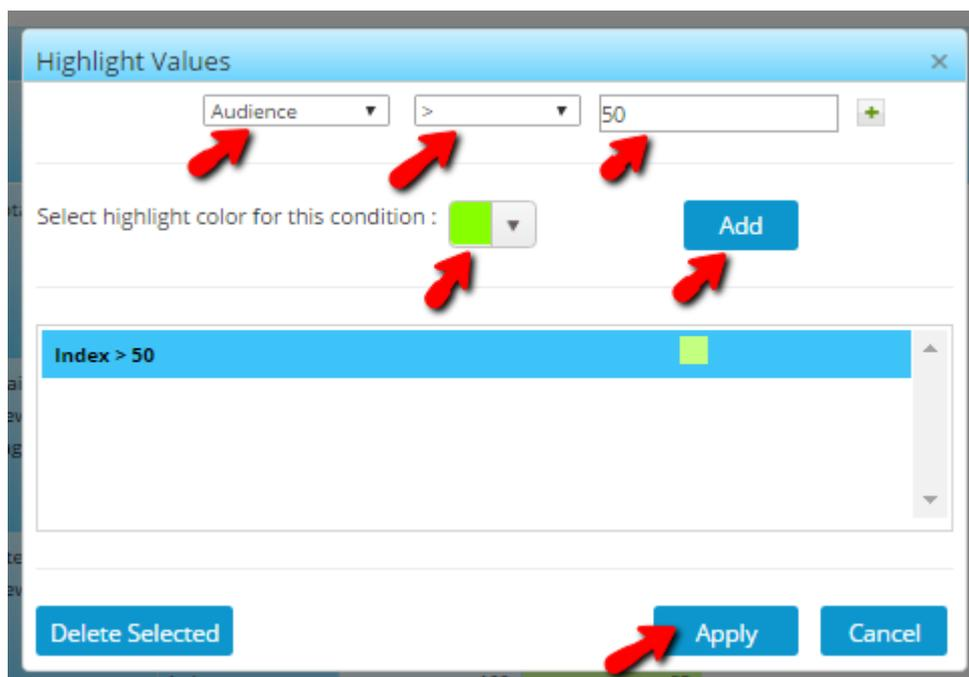 Highlight Values ×
Audience > 50
Select highlight color for this condition : Add
Index > 50
Delete Selected Apply Cancel